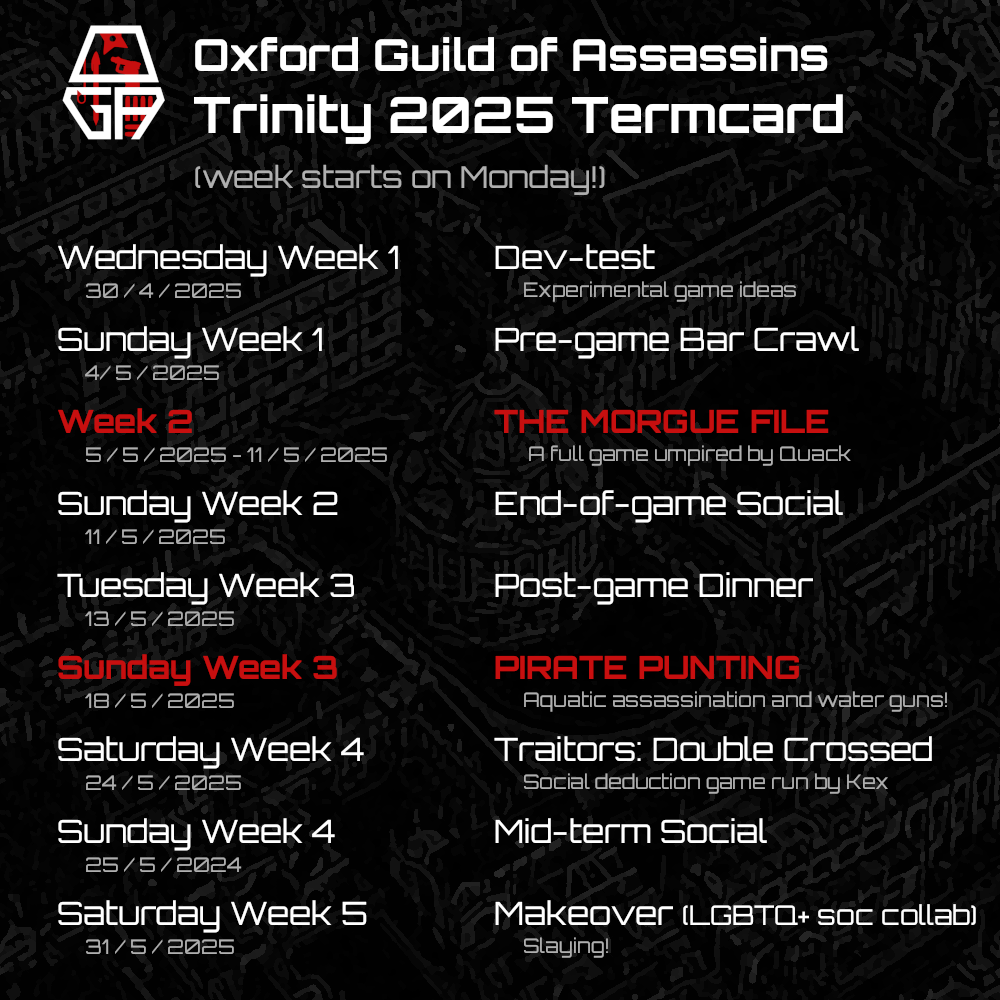 OGA
Oxford Guild of Assassins
Trinity 2025 Termcard
(week starts on Monday!)
Wednesday Week 1
Dev-test
30/4/2025
Experimental game ideas
Sunday Week 1
Pre-game Bar Crawl
4/5/2025
Week 2
THE MORGUE FILE
5/5/2025 - 11/5/2025
A full game umpired by Quack
Sunday Week 2
End-of-game Social
11/5/2025
Tuesday Week 3
Post-game Dinner
13/5/2025
Sunday Week 3
PIRATE PUNTING
18/5/2025
Aquatic assassination and water guns!
Saturday Week 4
Traitors: Double Crossed
24/5/2025
Social deduction game run by Kex
Sunday Week 4
Mid-term Social
25/5/2024
Saturday Week 5
Makeover (LGBTQ+ soc collab)
31/5/2025
Slaying!